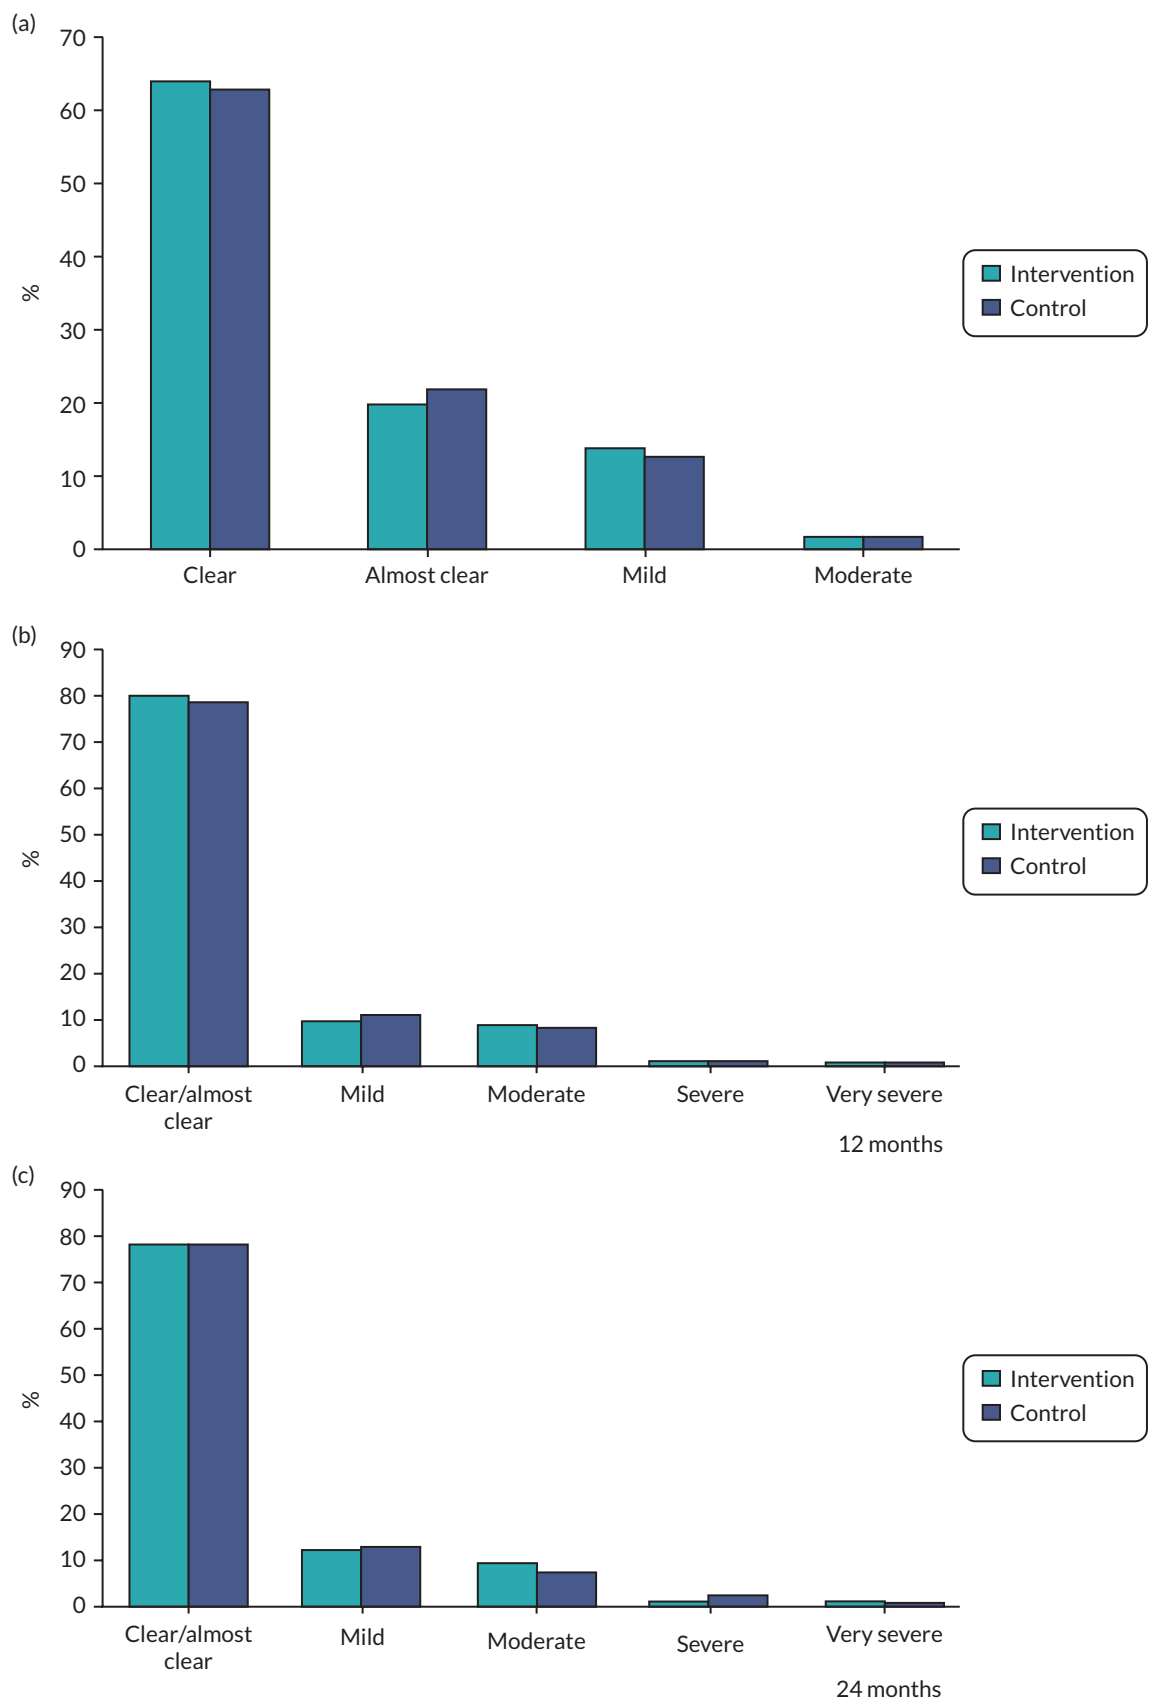 (a)
70
60
50
40
30
20
10
0
%
Clear
Almost clear
Mild
Moderate
Intervention
Control
(b)
90
80
70
60
50
40
30
20
10
0
%
Clear/almost
clear
Mild
Moderate
Severe
Very severe
12 months
Intervention
Control
(c)
90
80
70
60
50
40
30
20
10
0
%
Clear/almost
clear
Mild
Moderate
Severe
Very severe
24 months
Intervention
Control